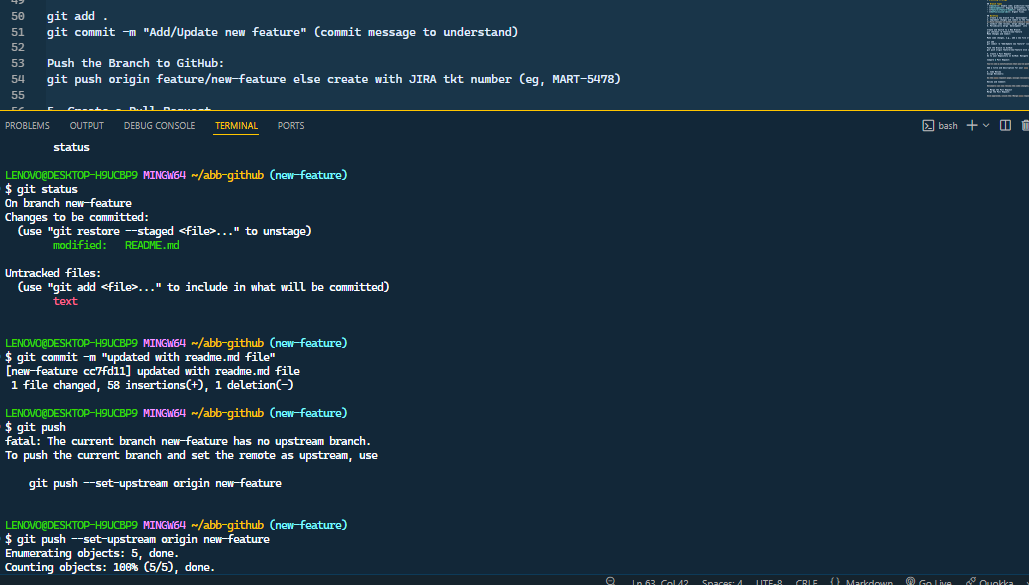 49
50 git add .
51 git commit -m "Add/Update new feature" (commit message to understand)
52
53 Push the Branch to GitHub:
54 git push origin feature/new-feature else create with JIRA tkt number (eg, MART-5478)
55
56 5. Create a Pull Request
PROBLEMS OUTPUT DEBUG CONSOLE TERMINAL PORTS bash
status
LENOVO@DESKTOP-H9UCBP9 MINGW64 ~/abb-github (new-feature)
$ git status
On branch new-feature
Changes to be committed:
(use "git restore --staged <file>..." to unstage)
modified: README.md
Untracked files:
(use "git add <file>..." to include in what will be committed)
text
LENOVO@DESKTOP-H9UCBP9 MINGW64 ~/abb-github (new-feature)
$ git commit -m "updated with readme.md file"
[new-feature cc7fd11] updated with readme.md file
1 file changed, 58 insertions(+), 1 deletion(-)
LENOVO@DESKTOP-H9UCBP9 MINGW64 ~/abb-github (new-feature)
$ git push
fatal: The current branch new-feature has no upstream branch.
To push the current branch and set the remote as upstream, use
git push --set-upstream origin new-feature
LENOVO@DESKTOP-H9UCBP9 MINGW64 ~/abb-github (new-feature)
$ git push --set-upstream origin new-feature
Enumerating objects: 5, done.
Counting objects: 100% (5/5), done.
Ln 63, Col 42 Spaces: 4 UTF-8 CRLF {} Markdown Go Live Quokka